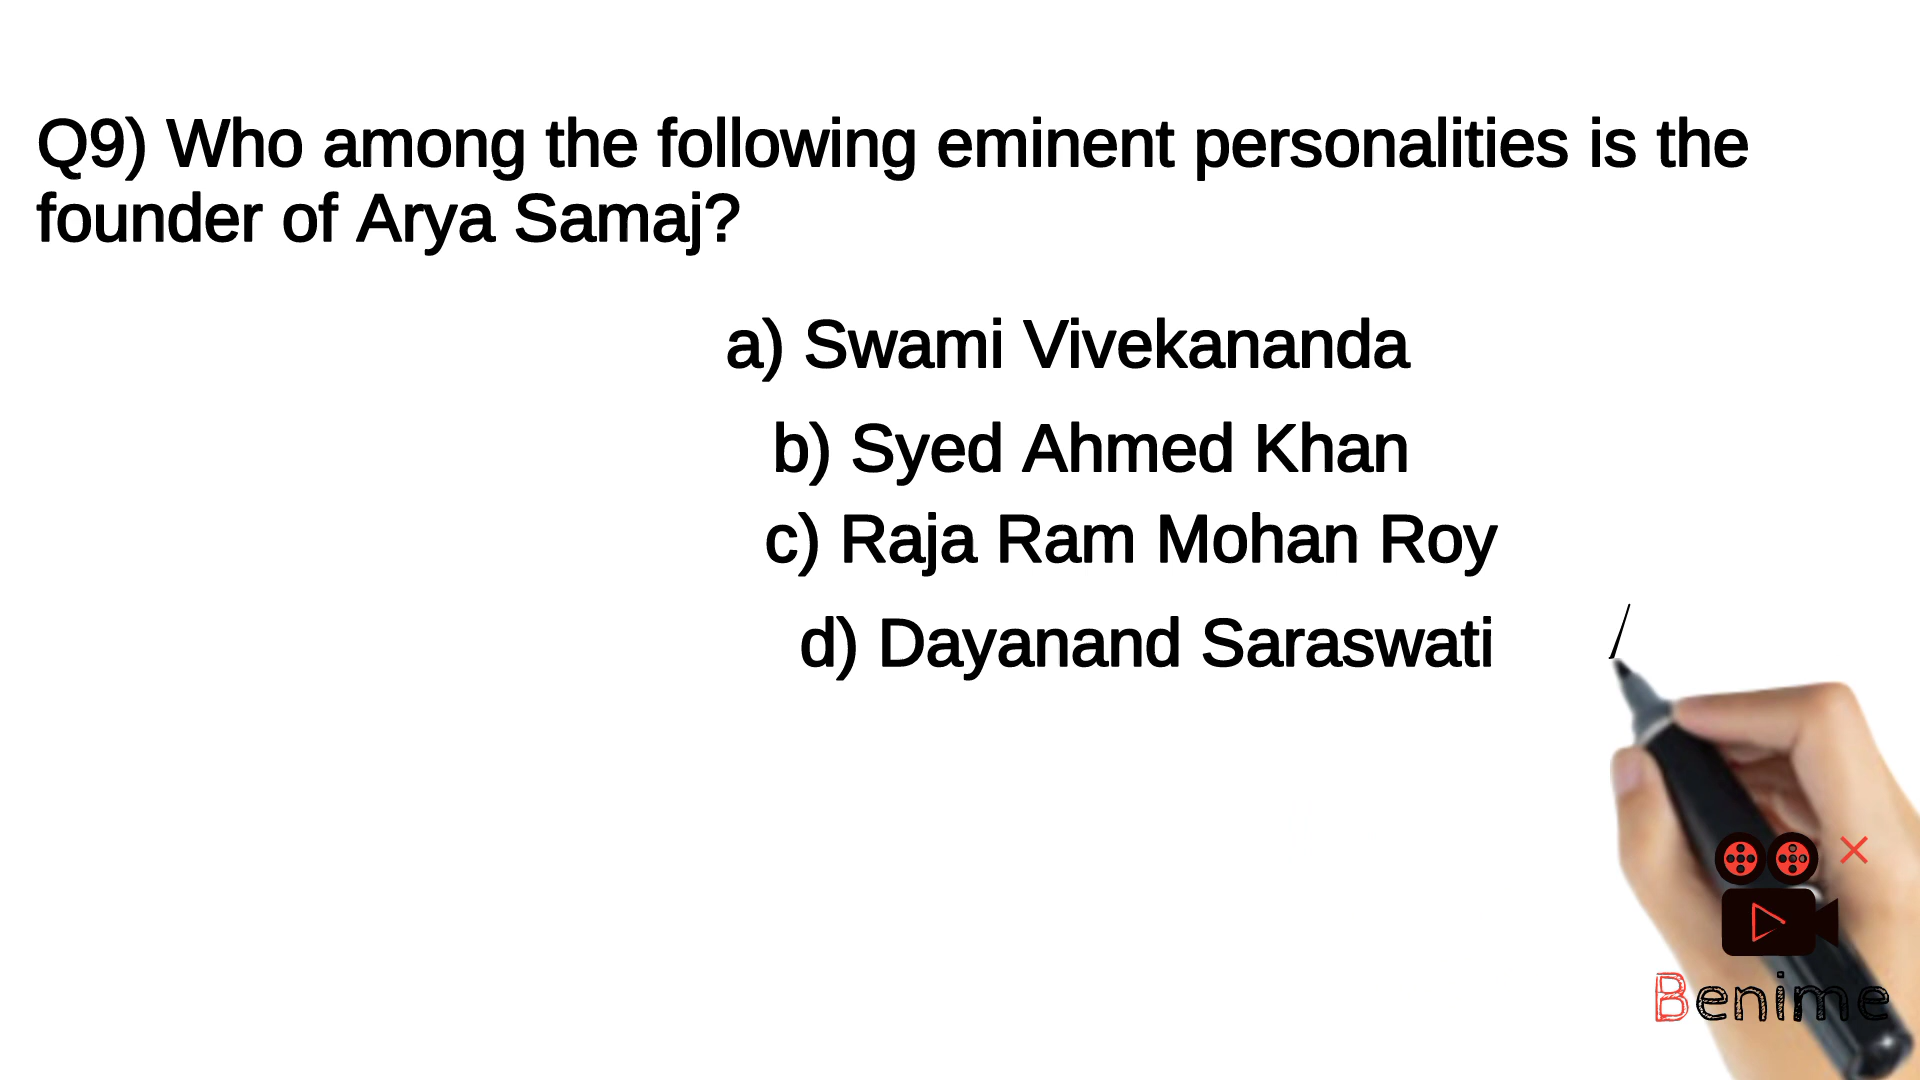 Q9) Who among the following eminent personalities is the
founder of Arya Samaj?
a) Swami Vivekananda
b) Syed Ahmed Khan
c) Raja Ram Mohan Roy
d) Dayanand Saraswati
Benime